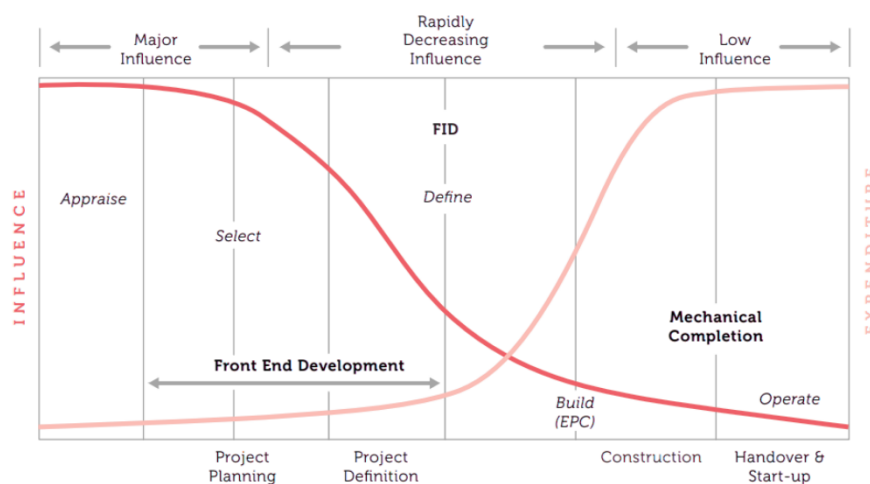 Major
Influence
Rapidly
Decreasing
Influence
Low
Influence
INFLUENCE
EXPENDITURE
FID
Appraise
Define
Select
Mechanical
Completion
Front End Development
Build
(EPC)
Operate
Project
Planning
Project
Definition
Construction
Handover &
Start-up